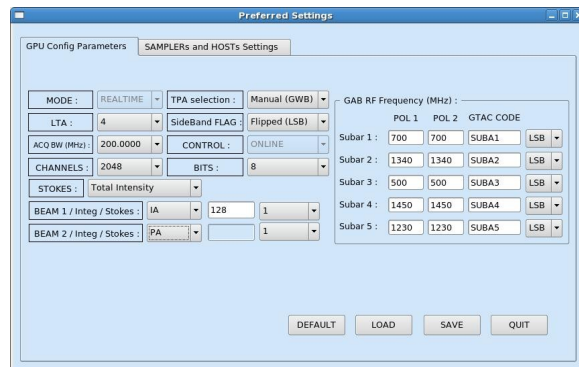 Preferred Settings
GPU Config Parameters SAMPLERs and HOSTs Settings
MODE : REALTIME TPA selection : Manual (GWB)
LTA : 4 SideBand FLAG : Flipped (LSB)
ACQ BW (MHz) : 200.0000 CONTROL : ONLINE
CHANNELS : 2048 BITS : 8
STOKES : Total Intensity
BEAM 1 / Integ / Stokes : IA 128 1
BEAM 2 / Integ / Stokes : PA 1
GAB RF Frequency (MHz) :
POL 1 POL 2 GTAC CODE
Subar 1 : 700 700 SUBA1 LSB
Subar 2 : 1340 1340 SUBA2 LSB
Subar 3 : 500 500 SUBA3 LSB
Subar 4 : 1450 1450 SUBA4 LSB
Subar 5 : 1230 1230 SUBA5 LSB
DEFAULT LOAD SAVE QUIT